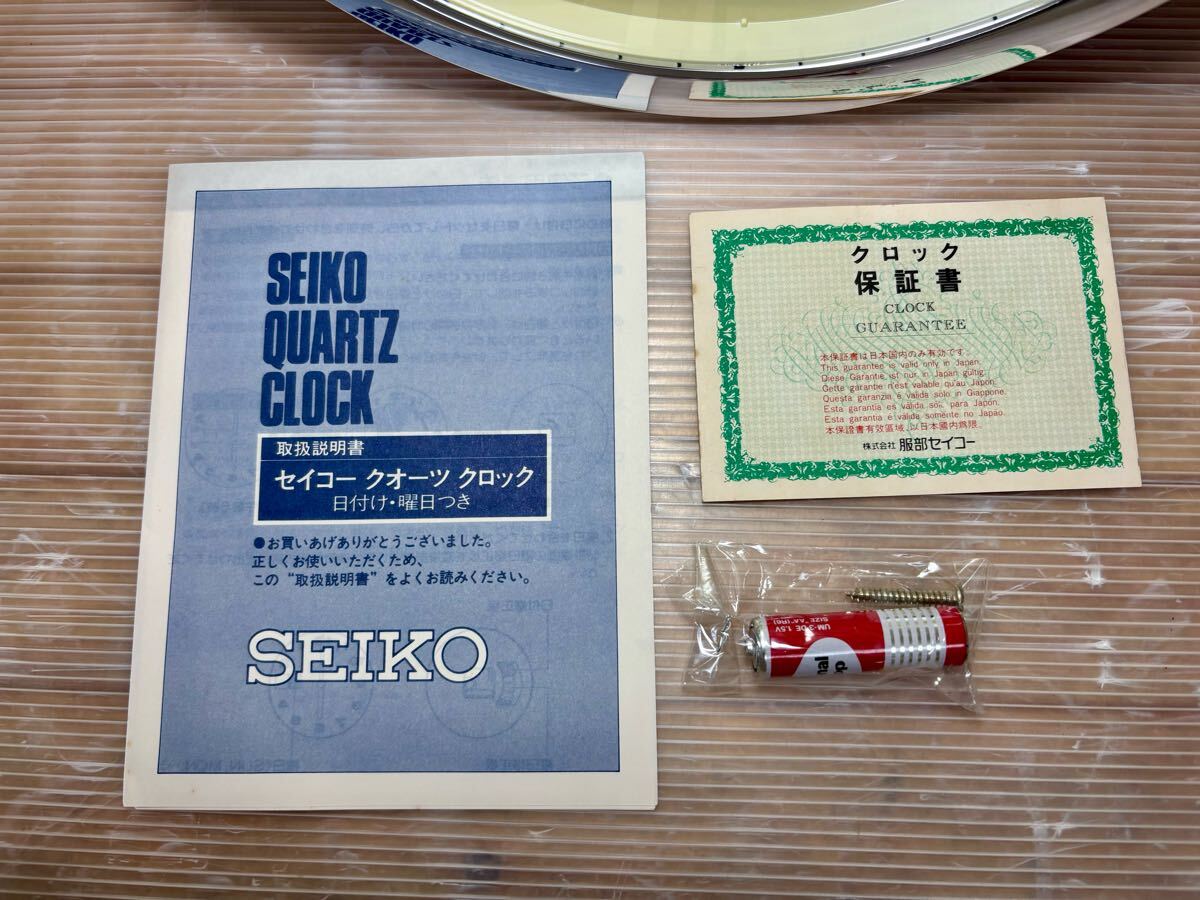 SEIKO
QUARTZ
CLOCK
取扱説明書
セイコー クオーツ クロック
日付け・曜日つき
●お買いあげありがとうございました。
正しくお使いいただくため、
この “取扱説明書” をよくお読みください。
SEIKO
クロック
保証書
CLOCK
GUARANTEE
本保証書は日本国内のみ有効です.
This guarantee is valid only in Japan.
Diese Garantie ist nur in Japan gültig.
Cette garantie n'est valable qu'au Japon.
Questa garanzia è valida solo in Giappone.
Esta garantia es válida solo para Japón.
Esta garantia é válida somente no Japao.
本保證書有效區域、以日本國内爲限。
株式会社 服部セイコー
UM-3·DE 1.5V
SIZE "AA" (R6)